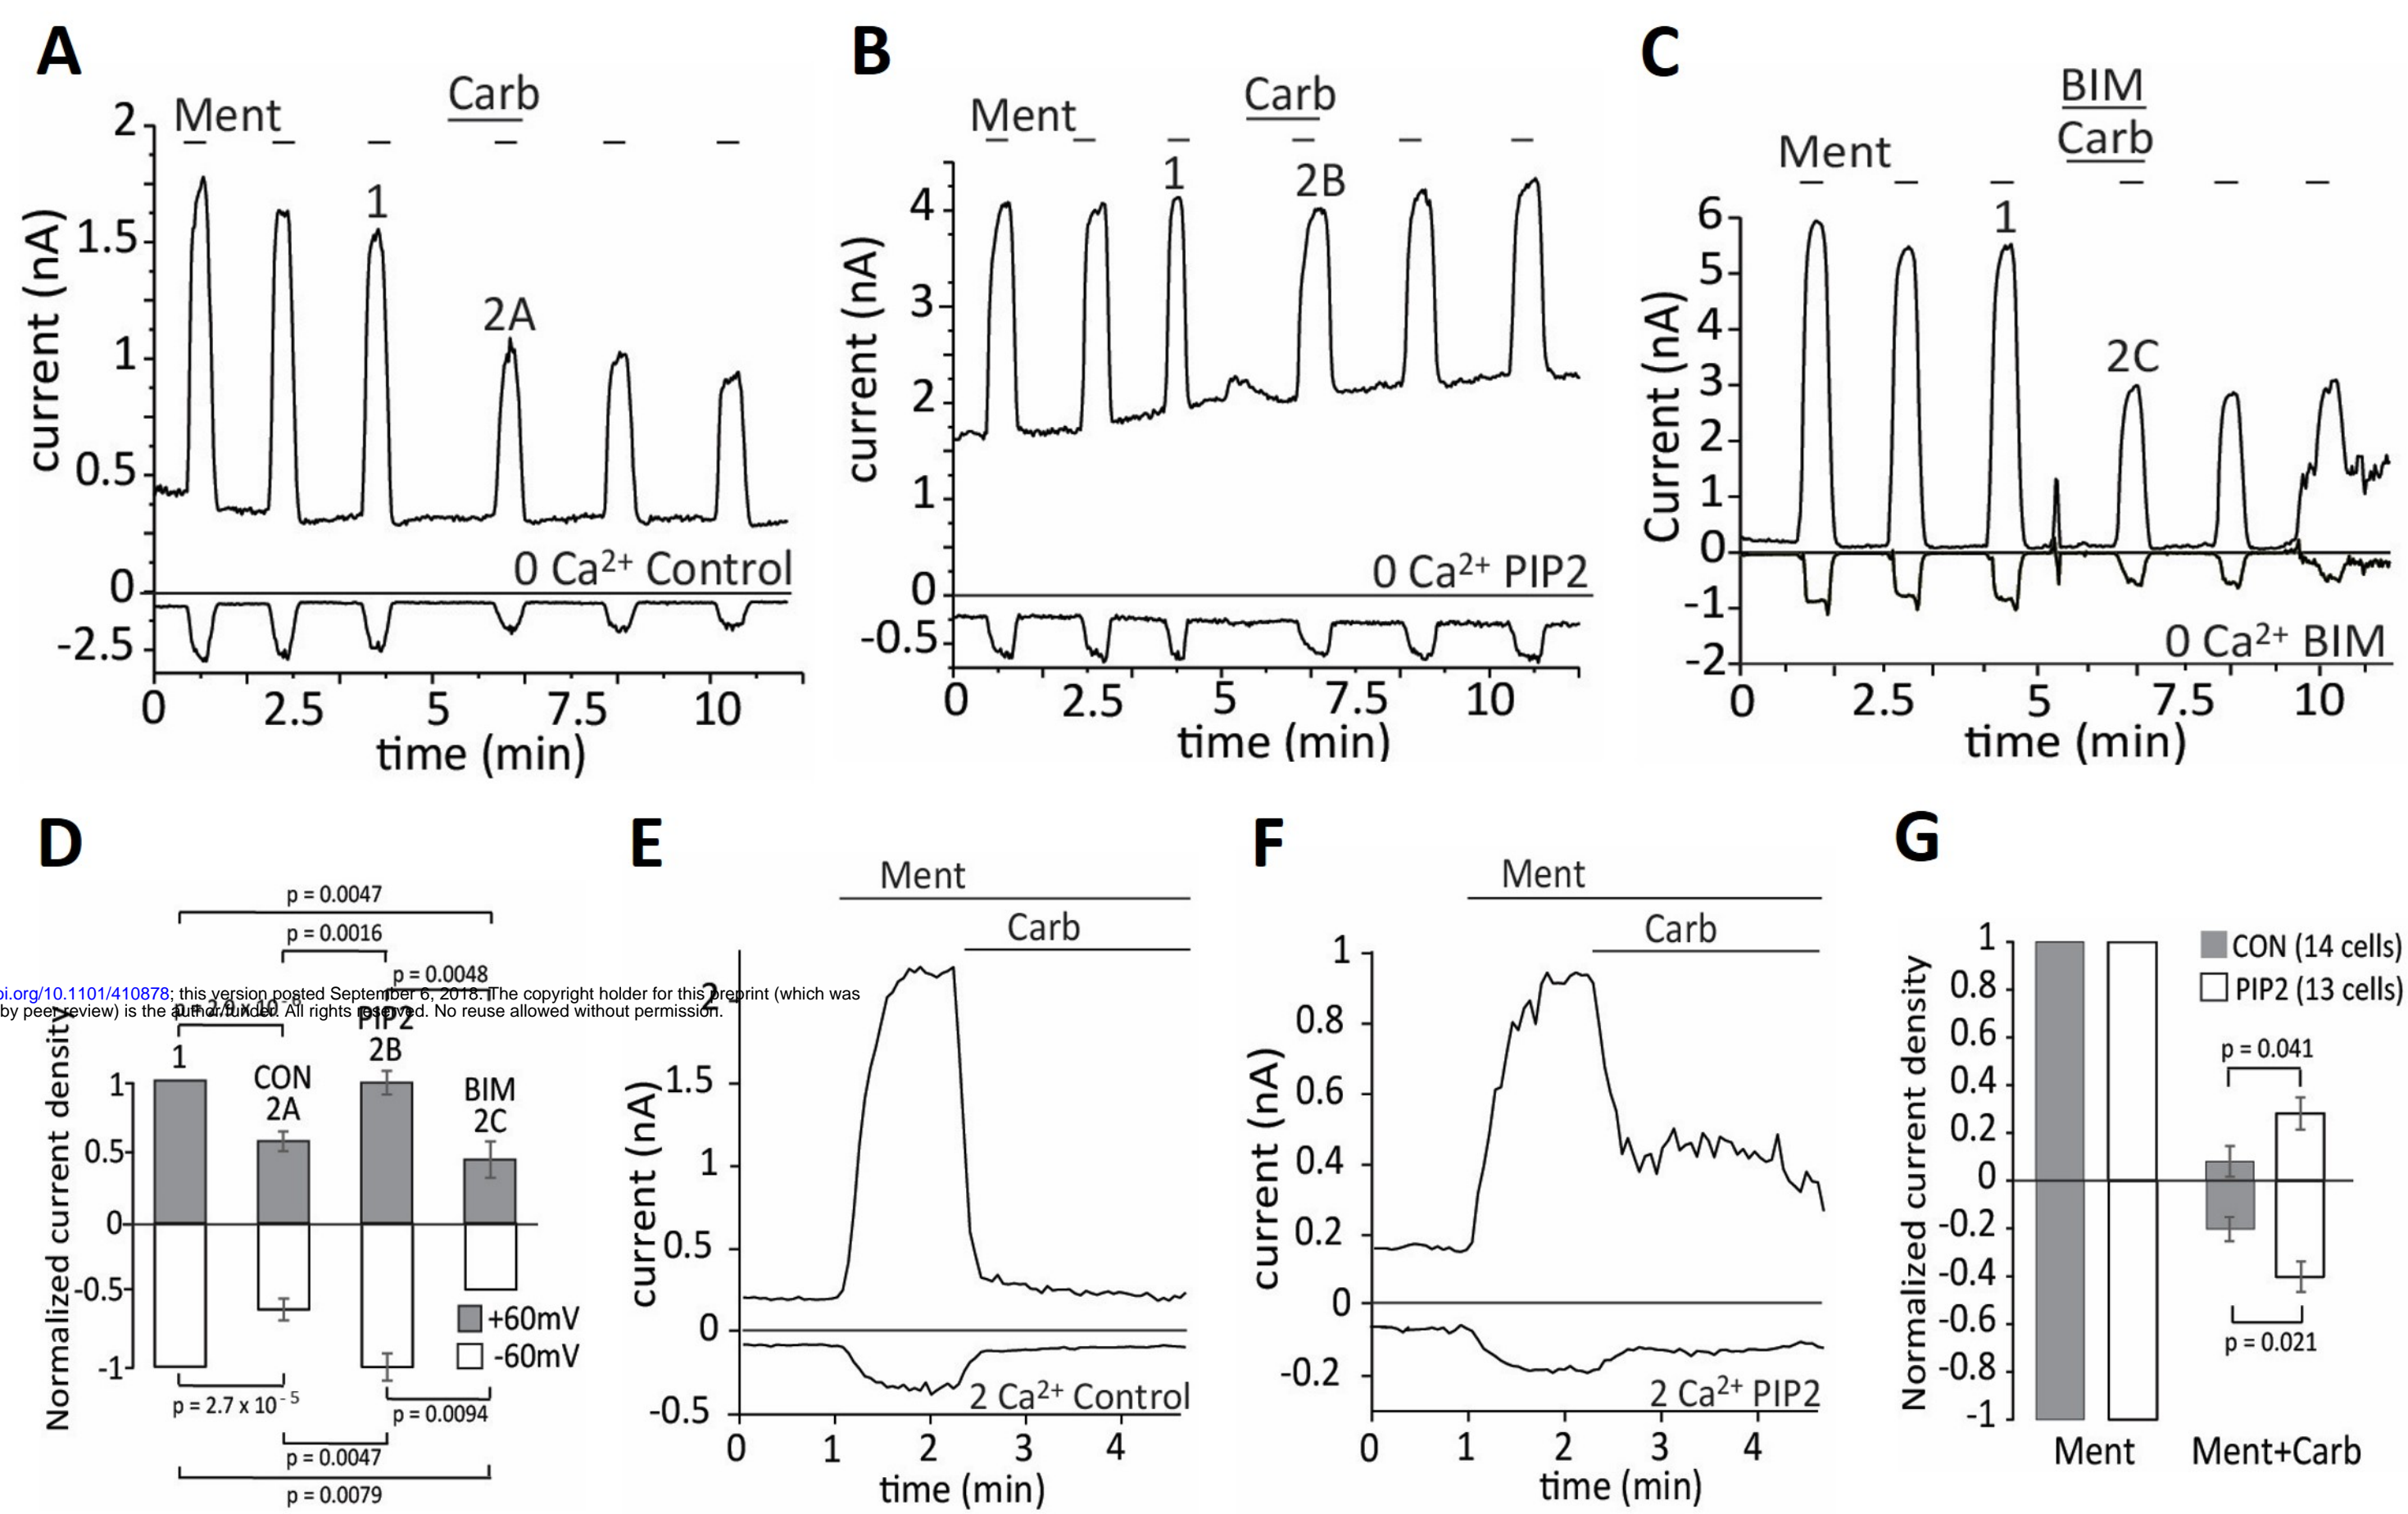 A
Ment
Carb
2
1.5
1
0.5
0
-2.5
current (nA)
1
2A
0 Ca²⁺ Control
0 2.5 5 7.5 10
time (min)
B
Ment
Carb
4
3
2
1
0
-0.5
current (nA)
1
2B
0 Ca²⁺ PIP2
0 2.5 5 7.5 10
time (min)
C
BIM
Carb
Ment
6
5
4
3
2
1
0
-1
-2
Current (nA)
1
2C
0 Ca²⁺ BIM
0 2.5 5 7.5 10
time (min)
D
p = 0.0047
p = 0.0016
p = 0.0048
oi.org/10.1101/410878; this version posted September 6, 2018. The copyright holder for this preprint (which was
by peer review) is the author/funder. All rights reserved. No reuse allowed without permission.
1
CON
2A
PIP2
2B
BIM
2C
Normalized current density
1
0.5
0
-0.5
-1
+60mV
-60mV
p = 2.7 x 10⁻⁵
p = 0.0094
p = 0.0047
p = 0.0079
E
Ment
Carb
2
1.5
1
0.5
0
-0.5
current (nA)
2 Ca²⁺ Control
0 1 2 3 4
time (min)
F
Ment
Carb
1
0.8
0.6
0.4
0.2
0
-0.2
current (nA)
2 Ca²⁺ PIP2
0 1 2 3 4
time (min)
G
CON (14 cells)
PIP2 (13 cells)
Normalized current density
1
0.8
0.6
0.4
0.2
0
-0.2
-0.4
-0.6
-0.8
-1
p = 0.041
p = 0.021
Ment Ment+Carb